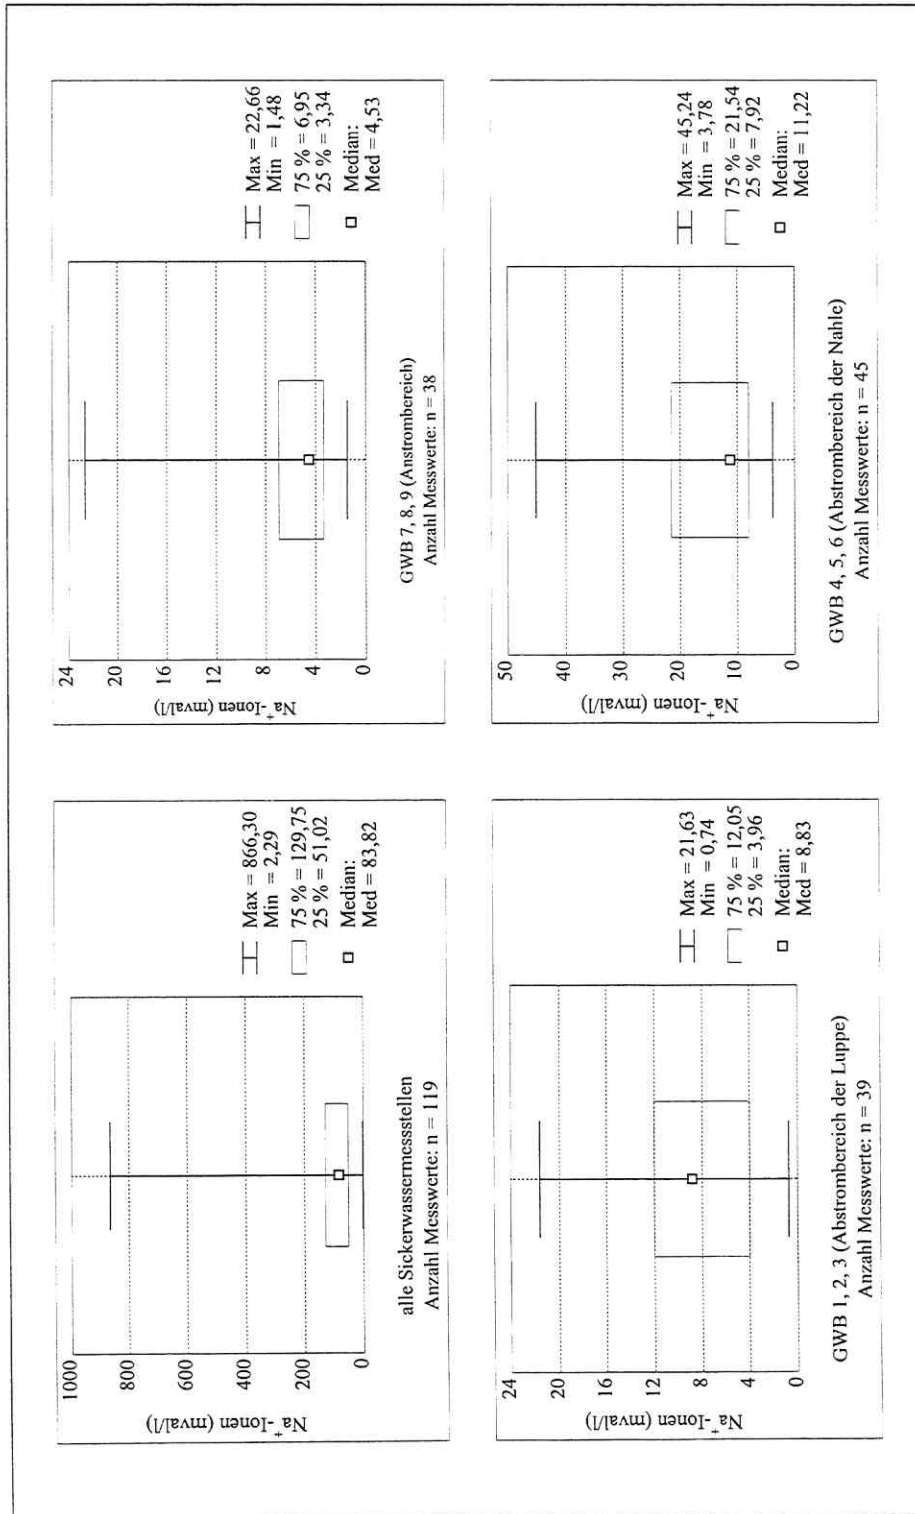 1000
800
600
400
200
0
Na⁺-Ionen (mval/l)
alle Sickerwassermessstellen
Anzahl Messwerte: n = 119
Max = 866,30
Min = 2,29
75 % = 129,75
25 % = 51,02
Median:
Med = 83,82
24
20
16
12
8
4
0
Na⁺-Ionen (mval/l)
GWB 7, 8, 9 (Anstrombereich)
Anzahl Messwerte: n = 38
Max = 22,66
Min = 1,48
75 % = 6,95
25 % = 3,34
Median:
Med = 4,53
24
20
16
12
8
4
0
Na⁺-Ionen (mval/l)
GWB 1, 2, 3 (Abstrombereich der Luppe)
Anzahl Messwerte: n = 39
Max = 21,63
Min = 0,74
75 % = 12,05
25 % = 3,96
Median:
Med = 8,83
50
40
30
20
10
0
Na⁺-Ionen (mval/l)
GWB 4, 5, 6 (Abstrombereich der Nahle)
Anzahl Messwerte: n = 45
Max = 45,24
Min = 3,78
75 % = 21,54
25 % = 7,92
Median:
Med = 11,22